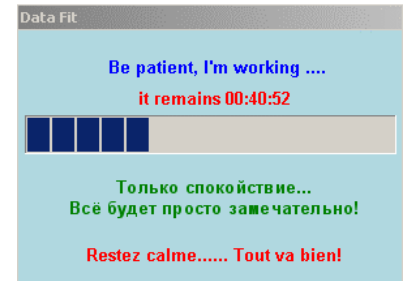 Data Fit
Be patient, I'm working ....
it remains 00:40:52
Только спокойствие...
Всё будет просто замечательно!
Restez calme...... Tout va bien!